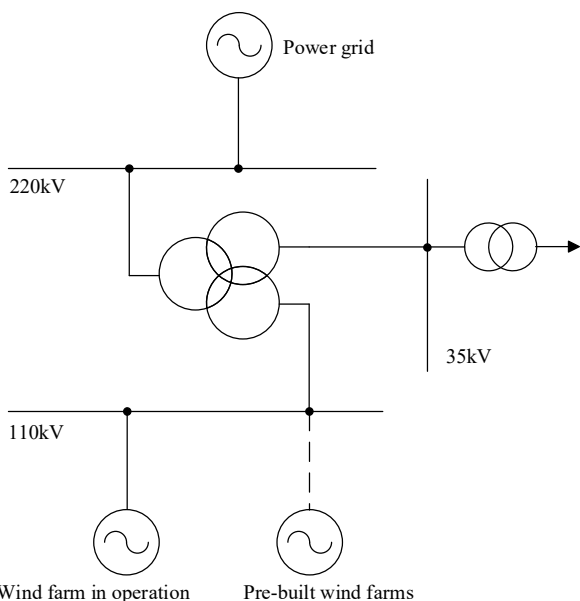 Power grid
220kV
35kV
110kV
Wind farm in operation
Pre-built wind farms